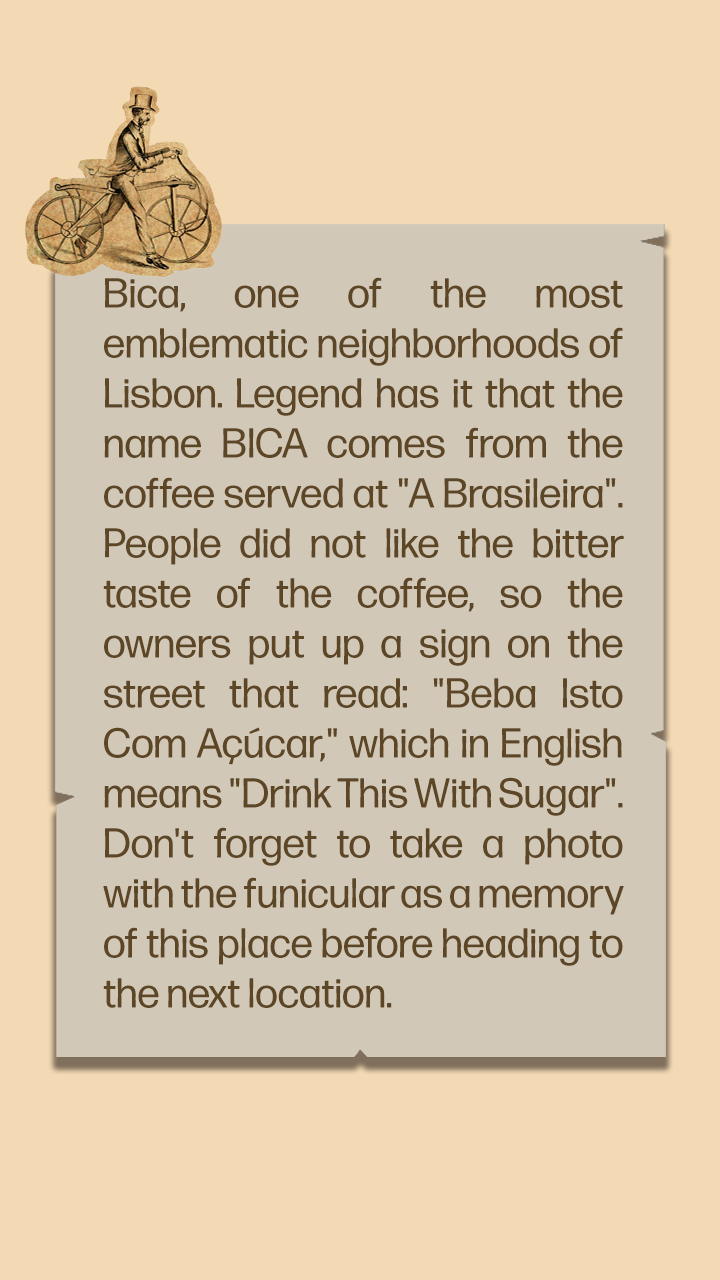 Bica, one of the most
emblematic neighborhoods of
Lisbon. Legend has it that the
name BICA comes from the
coffee served at "A Brasileira".
People did not like the bitter
taste of the coffee, so the
owners put up a sign on the
street that read: "Beba Isto
Com Açúcar," which in English
means "Drink This With Sugar".
Don't forget to take a photo
with the funicular as a memory
of this place before heading to
the next location.